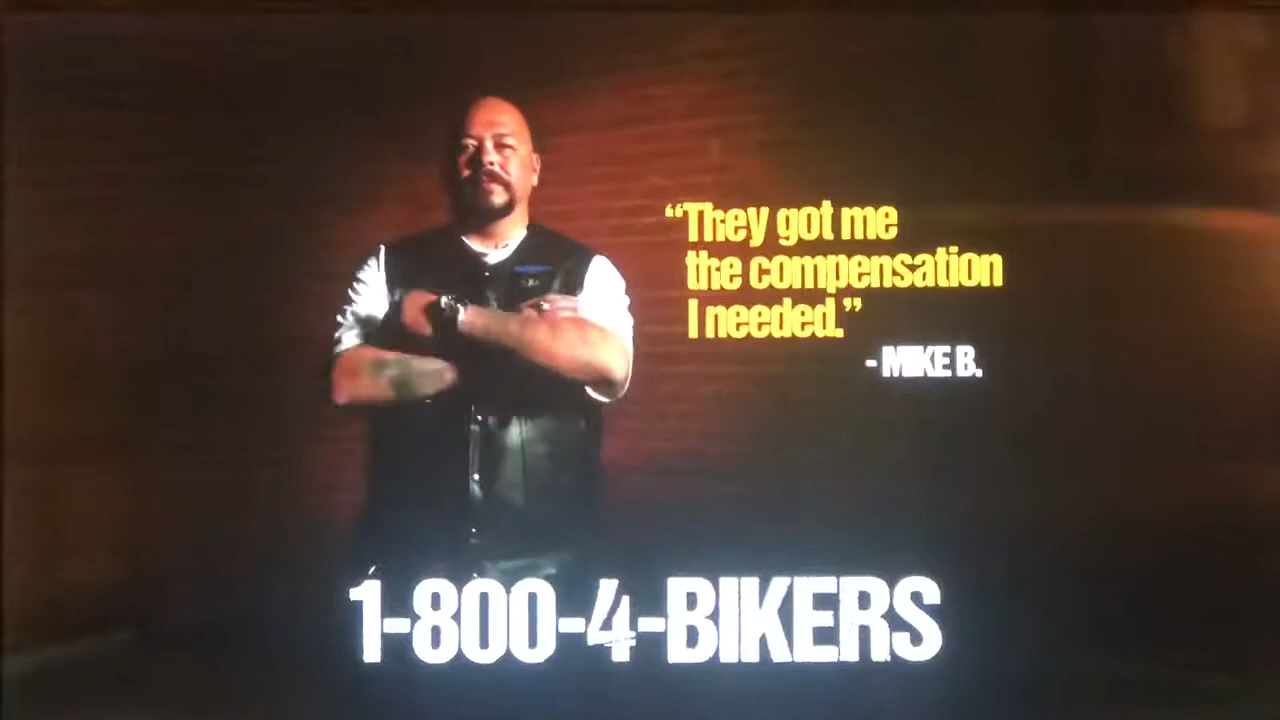 “They got me
the compensation
I needed.”
- MIKE B.
1-800-4-BIKERS